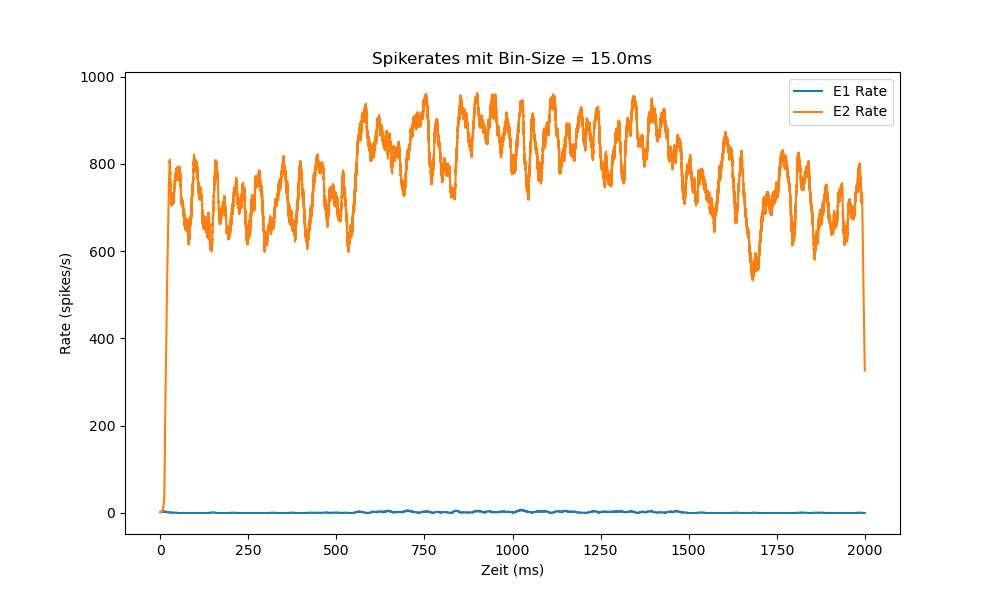 Spikerates mit Bin-Size = 15.0ms
E1 Rate
E2 Rate
1000
800
600
400
200
0
Rate (spikes/s)
0 250 500 750 1000 1250 1500 1750 2000
Zeit (ms)